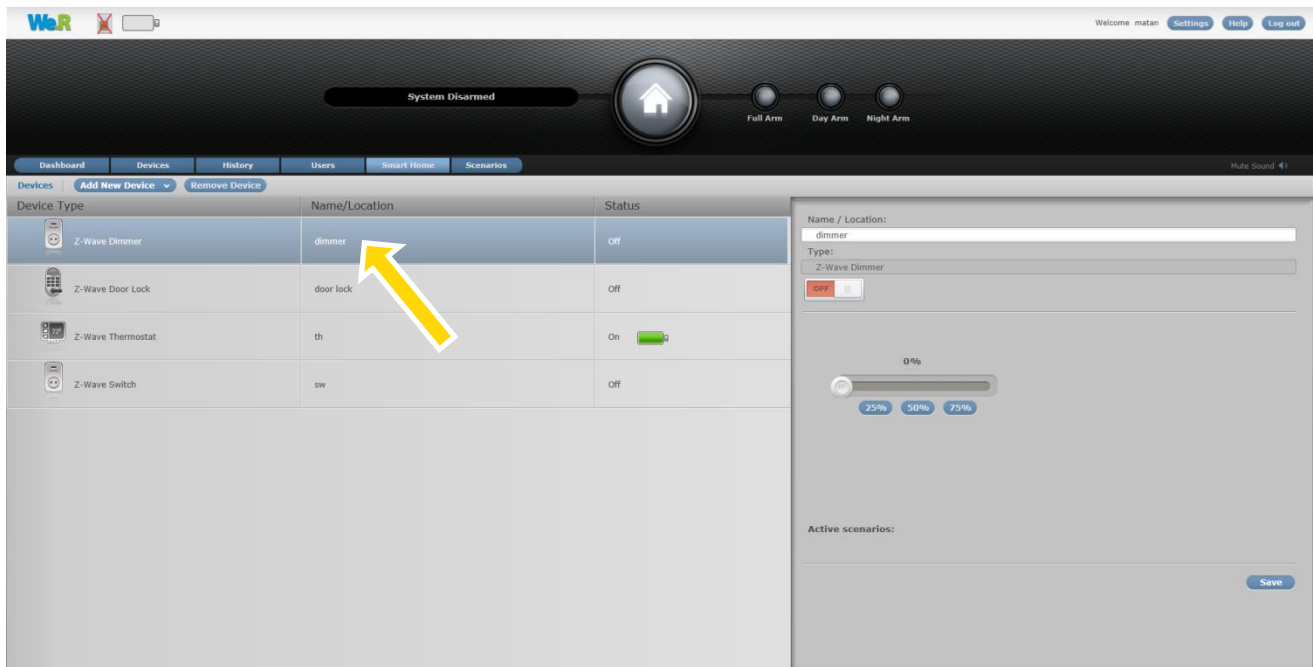 WeR
Welcome matan Settings Help Log out
System Disarmed
Full Arm Day Arm Night Arm
Dashboard Devices History Users Smart Home Scenarios Mute Sound
Devices Add New Device Remove Device
Device Type Name/Location Status
Z-Wave Dimmer dimmer Off
Z-Wave Door Lock door lock Off
72°
Z-Wave Thermostat th On
Z-Wave Switch sw Off
Name / Location:
dimmer
Type:
Z-Wave Dimmer
OFF
0%
25% 50% 75%
Active scenarios:
Save